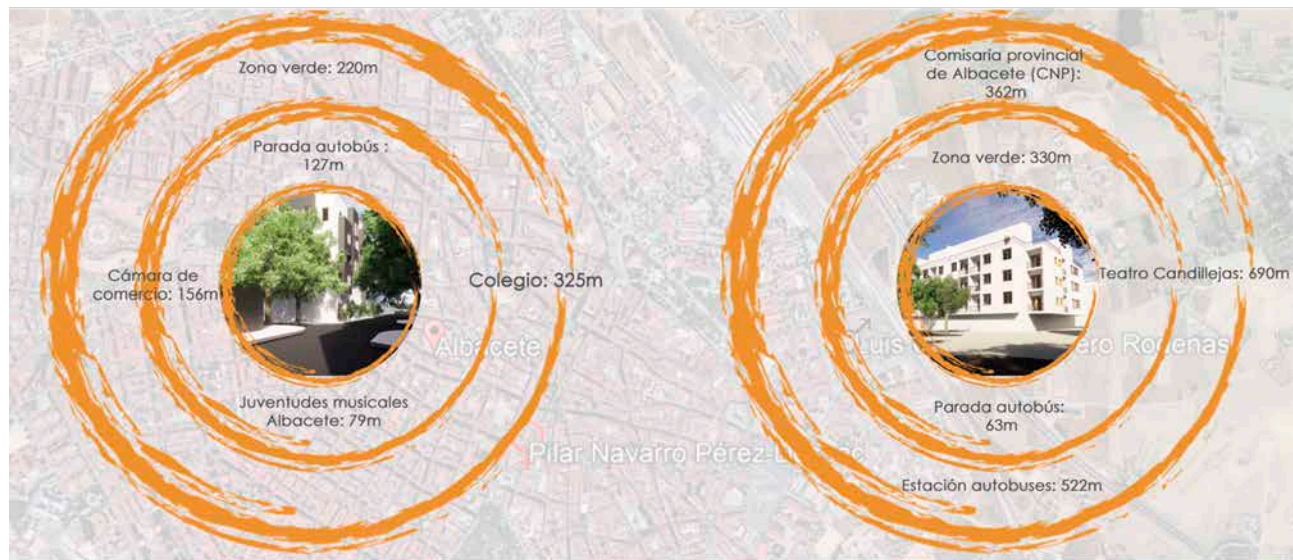 Zona verde: 220m
Parada autobús :
127m
Cámara de
comercio: 156m
Colegio: 325m
Albacete
Juventudes musicales
Albacete: 79m
Pilar Navarro Pérez-
Comisaría provincial
de Albacete (CNP):
362m
Zona verde: 330m
Teatro Candillejas: 690m
Luis
ero Rodenas
Parada autobús:
63m
Estación autobuses: 522m